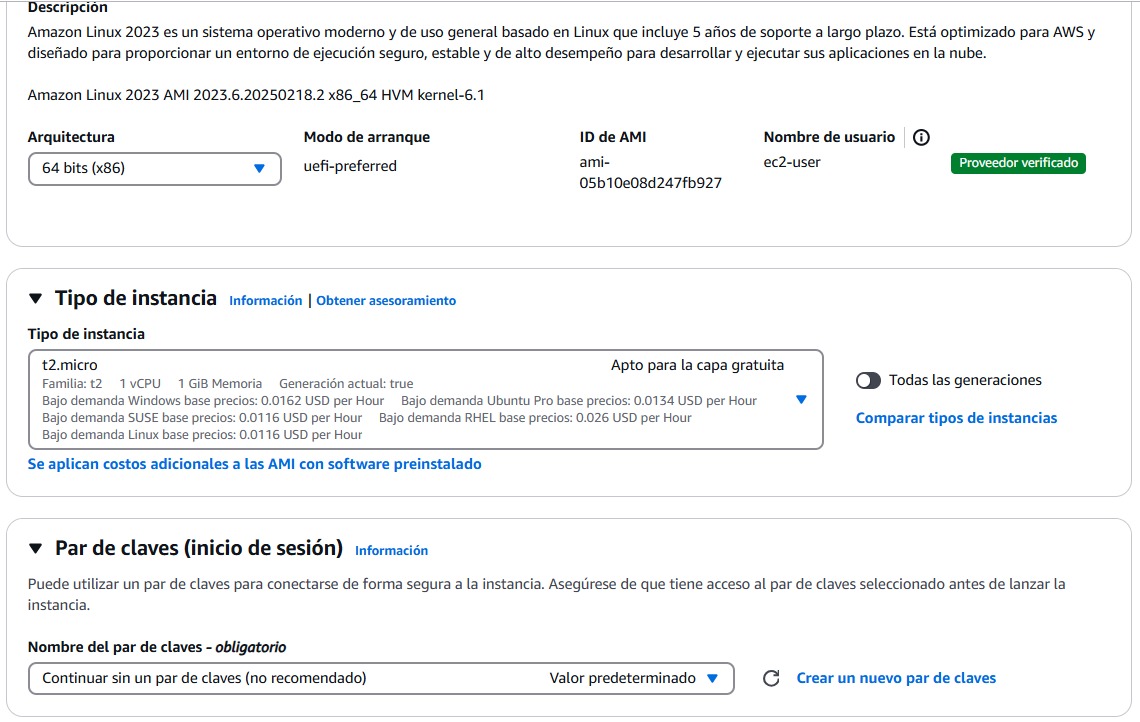 Descripción
Amazon Linux 2023 es un sistema operativo moderno y de uso general basado en Linux que incluye 5 años de soporte a largo plazo. Está optimizado para AWS y
diseñado para proporcionar un entorno de ejecución seguro, estable y de alto desempeño para desarrollar y ejecutar sus aplicaciones en la nube.
Amazon Linux 2023 AMI 2023.6.20250218.2 x86_64 HVM kernel-6.1
Arquitectura
64 bits (x86)
Modo de arranque
uefi-preferred
ID de AMI
ami-
05b10e08d247fb927
Nombre de usuario
ec2-user
Proveedor verificado
Tipo de instancia Información | Obtener asesoramiento
Tipo de instancia
t2.micro Apto para la capa gratuita
Familia: t2 1 vCPU 1 GiB Memoria Generación actual: true
Bajo demanda Windows base precios: 0.0162 USD per Hour Bajo demanda Ubuntu Pro base precios: 0.0134 USD per Hour
Bajo demanda SUSE base precios: 0.0116 USD per Hour Bajo demanda RHEL base precios: 0.026 USD per Hour
Bajo demanda Linux base precios: 0.0116 USD per Hour
Todas las generaciones
Comparar tipos de instancias
Se aplican costos adicionales a las AMI con software preinstalado
Par de claves (inicio de sesión) Información
Puede utilizar un par de claves para conectarse de forma segura a la instancia. Asegúrese de que tiene acceso al par de claves seleccionado antes de lanzar la
instancia.
Nombre del par de claves - obligatorio
Continuar sin un par de claves (no recomendado) Valor predeterminado
Crear un nuevo par de claves